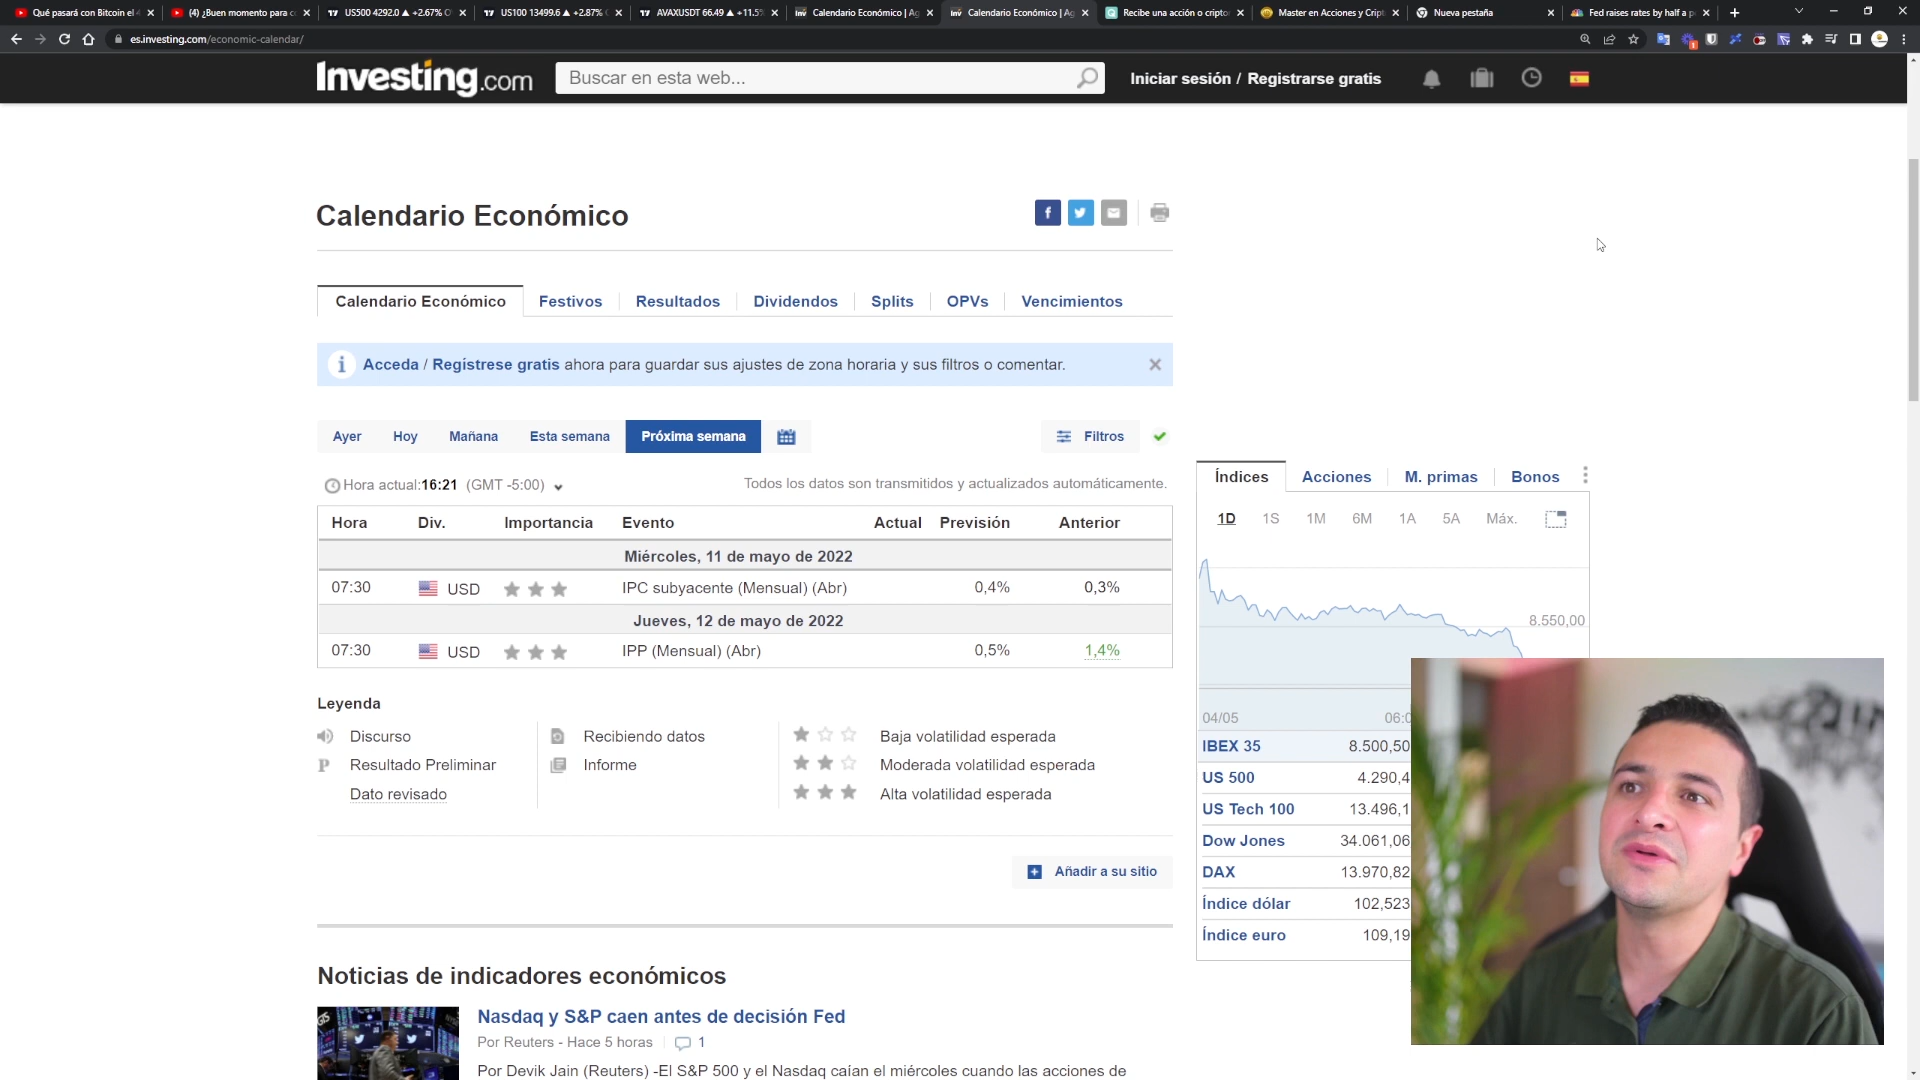 Qué pasará con Bitcoin el
(4) ¿Buen momento para c
US500 4292.0 ▲ +2.67%
US100 13499.6 ▲ +2.87%
AVAXUSDT 66.49 ▲ +11.5
Calendario Económico | Ag
Calendario Económico | Ag
Recibe una acción o cripto
Master en Acciones y Cript
Nueva pestaña
Fed raises rates by half a p
es.investing.com/economic-calendar/
Investing.com
Buscar en esta web...
Iniciar sesión / Registrarse gratis
Calendario Económico
Calendario Económico Festivos Resultados Dividendos Splits OPVs Vencimientos
Acceda / Regístrese gratis ahora para guardar sus ajustes de zona horaria y sus filtros o comentar.
Ayer Hoy Mañana Esta semana Próxima semana Filtros
Hora actual:16:21 (GMT -5:00) Todos los datos son transmitidos y actualizados automáticamente.
Hora Div. Importancia Evento Actual Previsión Anterior
Miércoles, 11 de mayo de 2022
07:30 USD IPC subyacente (Mensual) (Abr) 0,4% 0,3%
Jueves, 12 de mayo de 2022
07:30 USD IPP (Mensual) (Abr) 0,5% 1,4%
Leyenda
Discurso Recibiendo datos Baja volatilidad esperada
P Resultado Preliminar Informe Moderada volatilidad esperada
Dato revisado Alta volatilidad esperada
Añadir a su sitio
Índices Acciones M. primas Bonos
1D 1S 1M 6M 1A 5A Máx.
8.550,00
04/05 06:0
IBEX 35 8.500,50
US 500 4.290,4
US Tech 100 13.496,1
Dow Jones 34.061,06
DAX 13.970,82
Índice dólar 102,523
Índice euro 109,19
Noticias de indicadores económicos
Nasdaq y S&P caen antes de decisión Fed
Por Reuters - Hace 5 horas 1
Por Devik Jain (Reuters) -El S&P 500 y el Nasdaq caían el miércoles cuando las acciones de